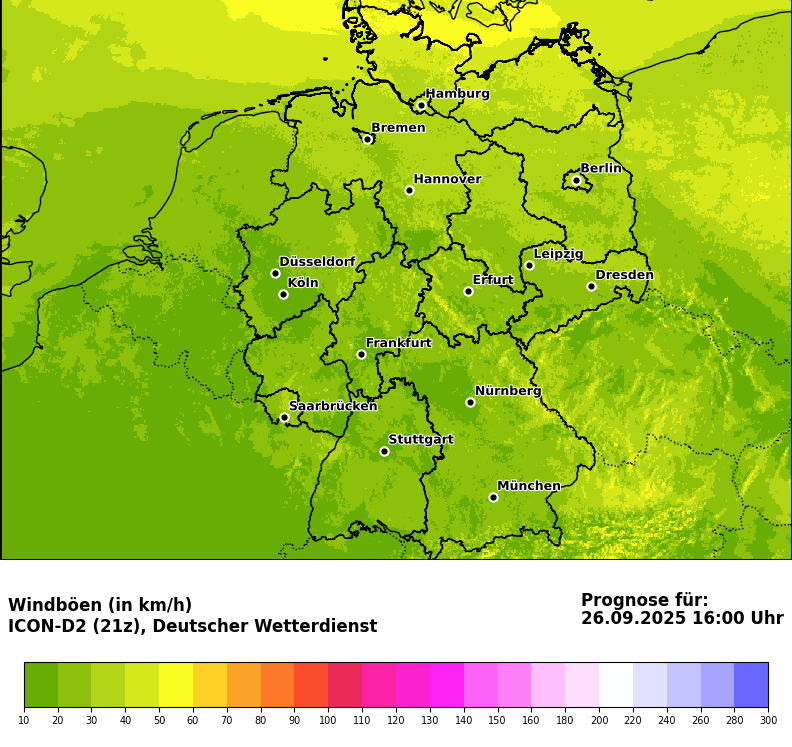 Hamburg
Bremen
Berlin
Hannover
Leipzig
Düsseldorf
Dresden
Köln
Erfurt
Frankfurt
Nürnberg
Saarbrücken
Stuttgart
München
Windböen (in km/h)
ICON-D2 (21z), Deutscher Wetterdienst
Prognose für:
26.09.2025 16:00 Uhr
10 20 30 40 50 60 70 80 90 100 110 120 130 140 150 160 180 200 220 240 260 280 300